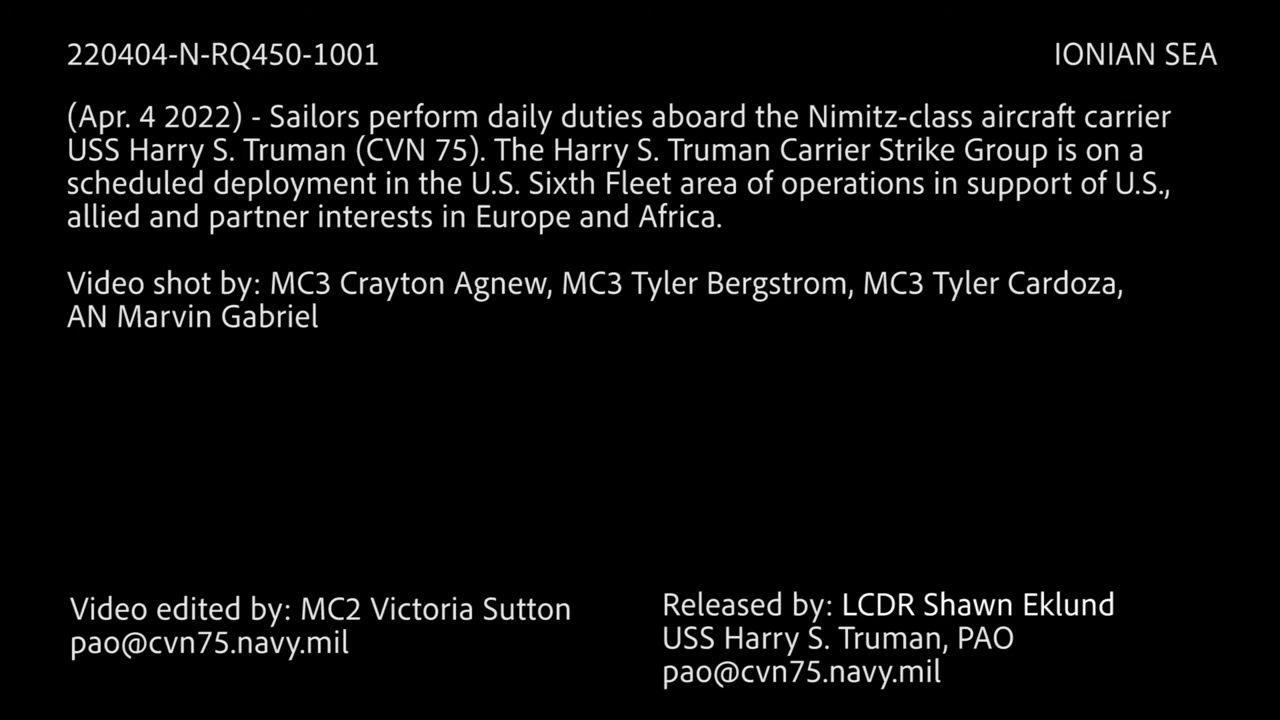 220404-N-RQ450-1001
IONIAN SEA
(Apr. 4 2022) - Sailors perform daily duties aboard the Nimitz-class aircraft carrier
USS Harry S. Truman (CVN 75). The Harry S. Truman Carrier Strike Group is on a
scheduled deployment in the U.S. Sixth Fleet area of operations in support of U.S.,
allied and partner interests in Europe and Africa.
Video shot by: MC3 Crayton Agnew, MC3 Tyler Bergstrom, MC3 Tyler Cardoza,
AN Marvin Gabriel
Video edited by: MC2 Victoria Sutton
pao@cvn75.navy.mil
Released by: LCDR Shawn Eklund
USS Harry S. Truman, PAO
pao@cvn75.navy.mil